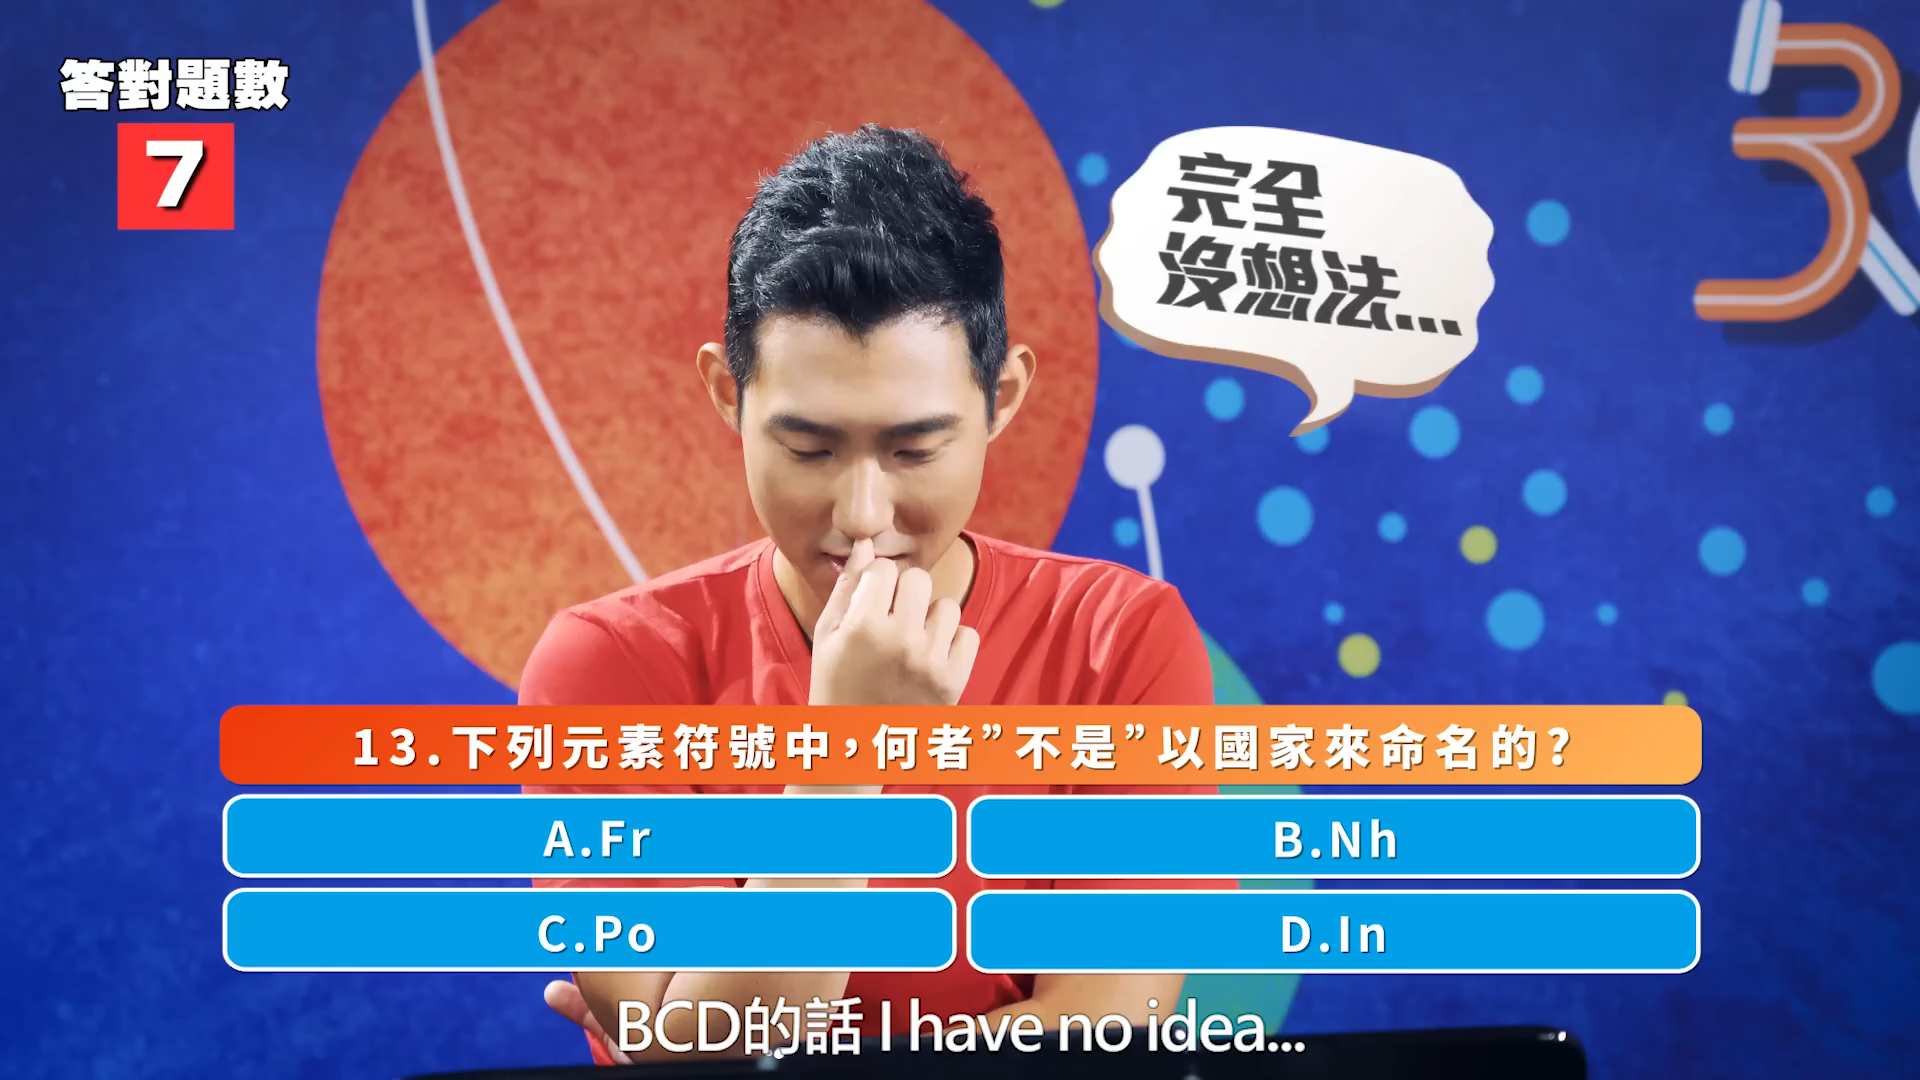 答對題數
7
完全
沒想法...
13.下列元素符號中,何者”不是”以國家來命名的?
A.Fr
B.Nh
C.Po
D.In
BCD的話 I have no idea...